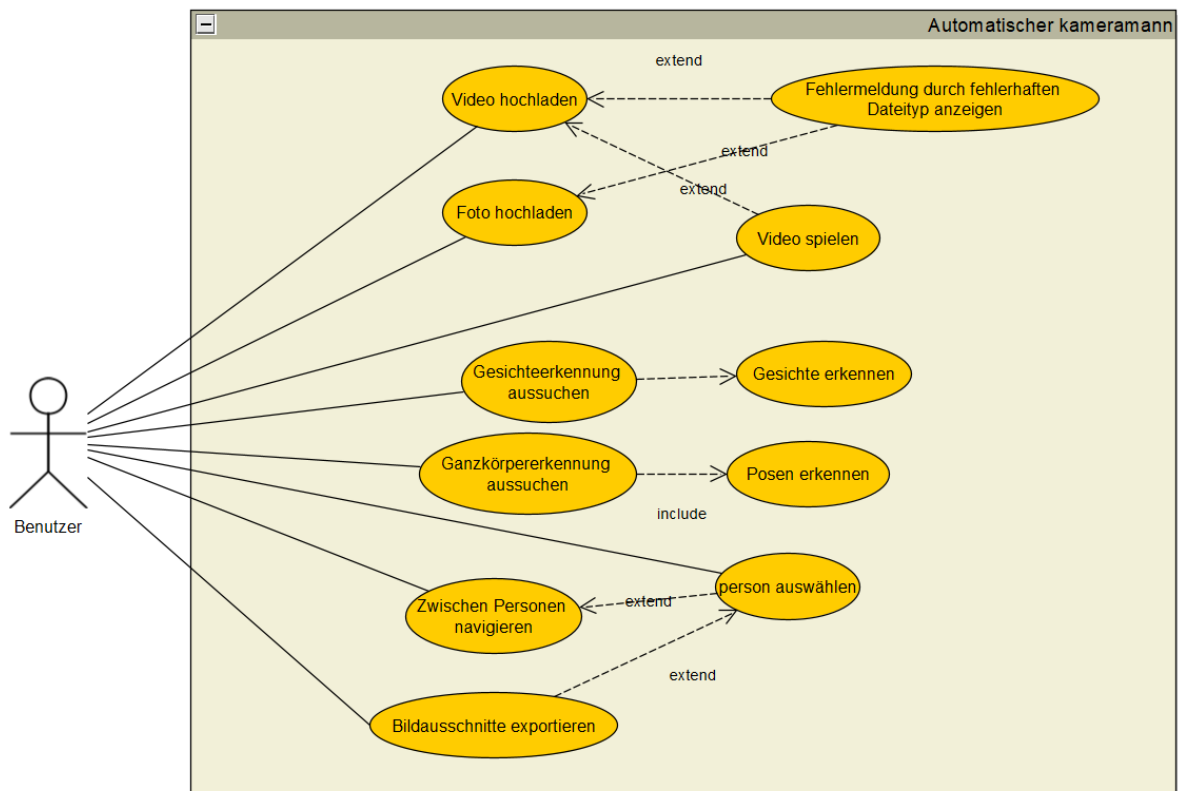 Automatischer kameramann
extend
Video hochladen
Fehlermeldung durch fehlerhaften
Dateityp anzeigen
extend
extend
Foto hochladen
Video spielen
Gesichteerkennung
aussuchen
Gesichte erkennen
Ganzkörpererkennung
aussuchen
Posen erkennen
include
Benutzer
person auswählen
extend
Zwischen Personen
navigieren
extend
Bildausschnitte exportieren